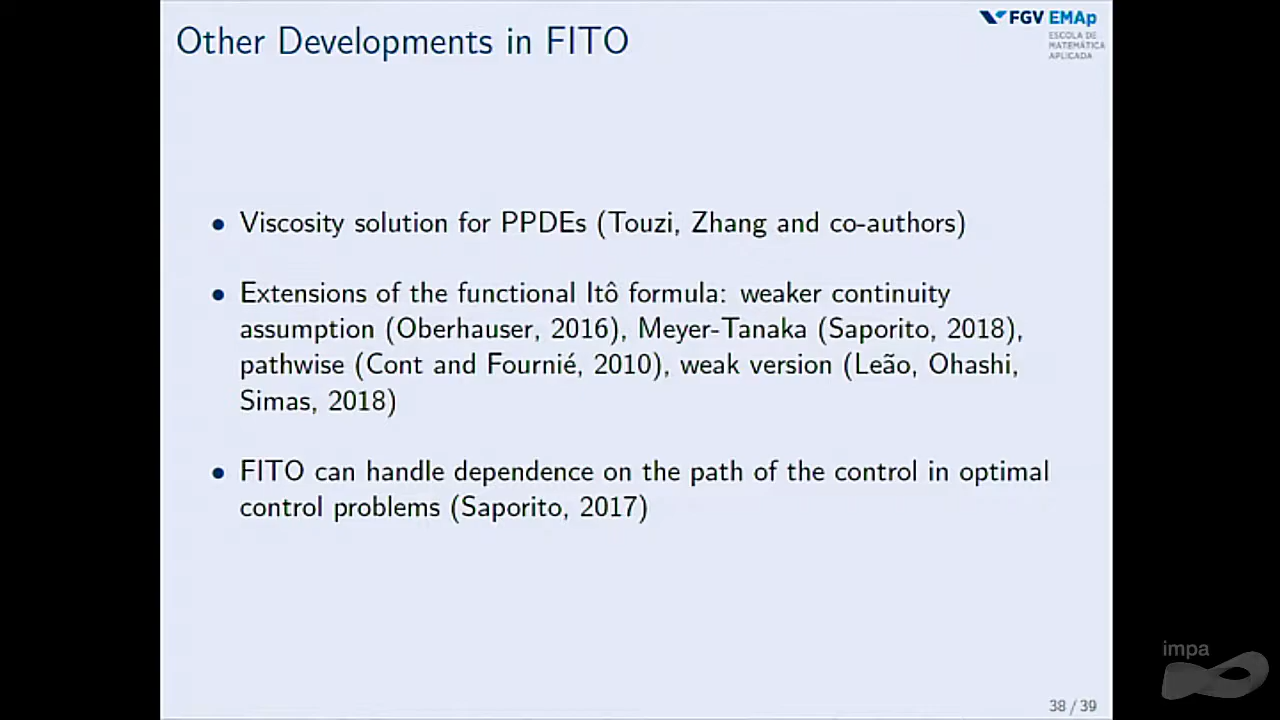 Other Developments in FITO
FGV EMAp
ESCOLA DE
MATEMÁTICA
APLICADA
• Viscosity solution for PPDEs (Touzi, Zhang and co-authors)
• Extensions of the functional Itô formula: weaker continuity
assumption (Oberhauser, 2016), Meyer-Tanaka (Saporito, 2018),
pathwise (Cont and Fournié, 2010), weak version (Leão, Ohashi,
Simas, 2018)
• FITO can handle dependence on the path of the control in optimal
control problems (Saporito, 2017)
impa
38 / 39